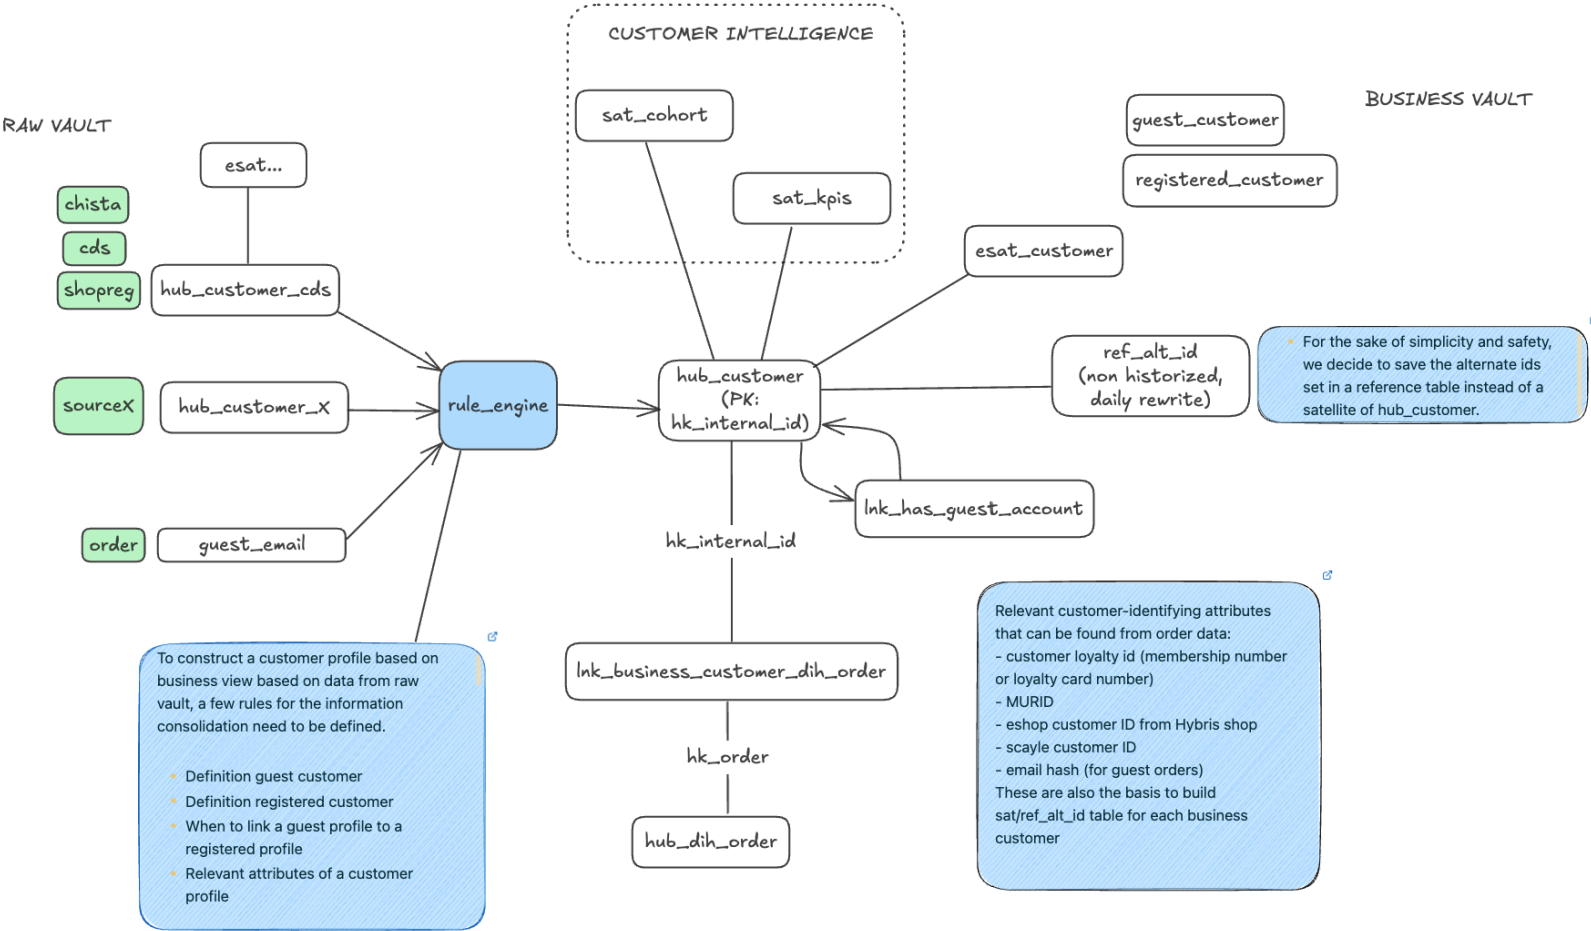 CUSTOMER INTELLIGENCE
sat_cohort
sat_kpis
BUSINESS VAULT
guest_customer
registered_customer
RAW VAULT
esat...
chista
cds
shopreg
hub_customer_cds
esat_customer
sourceX
hub_customer_X
rule_engine
hub_customer
(PK:
hk_internal_id)
ref_alt_id
(non historized,
daily rewrite)
• For the sake of simplicity and safety,
we decide to save the alternate ids
set in a reference table instead of a
satellite of hub_customer.
lnk_has_guest_account
order
guest_email
hk_internal_id
lnk_business_customer_dih_order
hk_order
hub_dih_order
To construct a customer profile based on
business view based on data from raw
vault, a few rules for the information
consolidation need to be defined.
• Definition guest customer
• Definition registered customer
• When to link a guest profile to a
registered profile
• Relevant attributes of a customer
profile
Relevant customer-identifying attributes
that can be found from order data:
- customer loyalty id (membership number
or loyalty card number)
- MURID
- eshop customer ID from Hybris shop
- scayle customer ID
- email hash (for guest orders)
These are also the basis to build
sat/ref_alt_id table for each business
customer